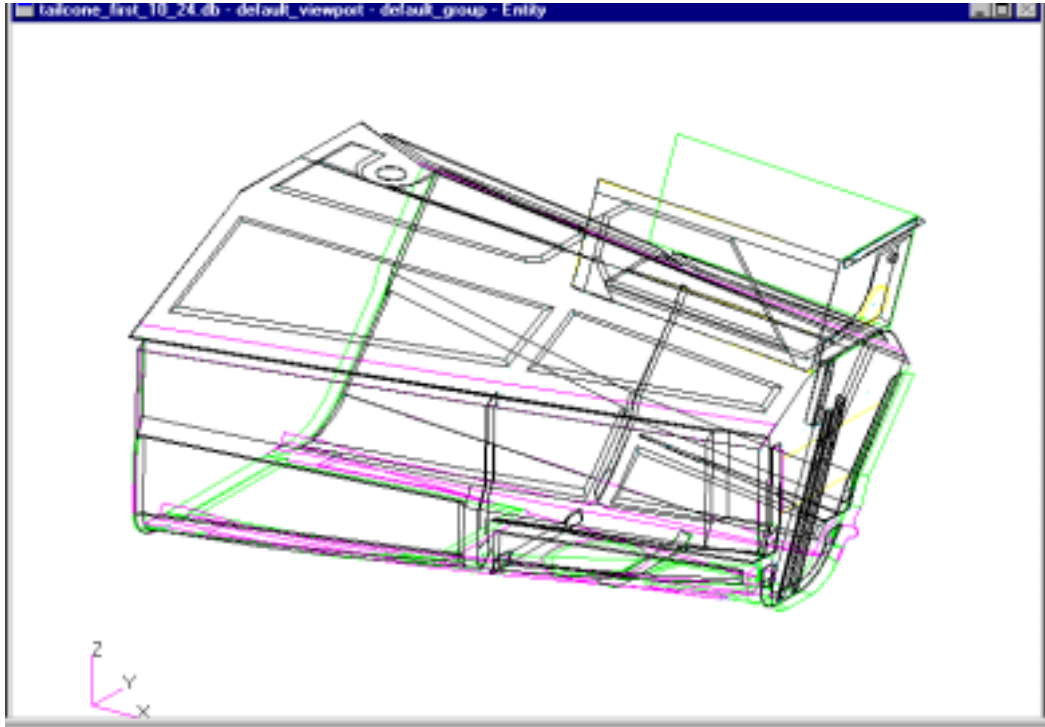 tailcone_first_10_24.db - default_viewport - default_group - Entity
Z
Y
X